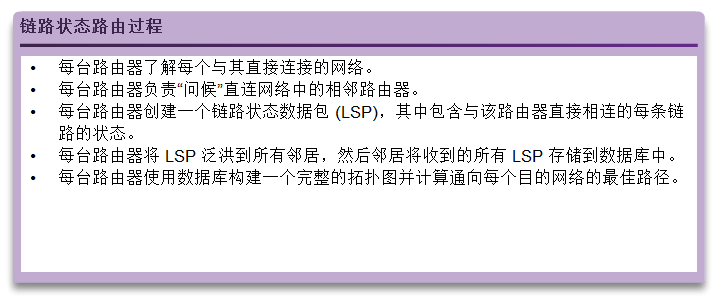 链路状态路由过程
• 每台路由器了解每个与其直接连接的网络。
• 每台路由器负责“问候”直连网络中的相邻路由器。
• 每台路由器创建一个链路状态数据包 (LSP)，其中包含与该路由器直接相连的每条链
路的状态。
• 每台路由器将 LSP 泛洪到所有邻居，然后邻居将收到的所有 LSP 存储到数据库中。
• 每台路由器使用数据库构建一个完整的拓扑图并计算通向每个目的网络的最佳路径。